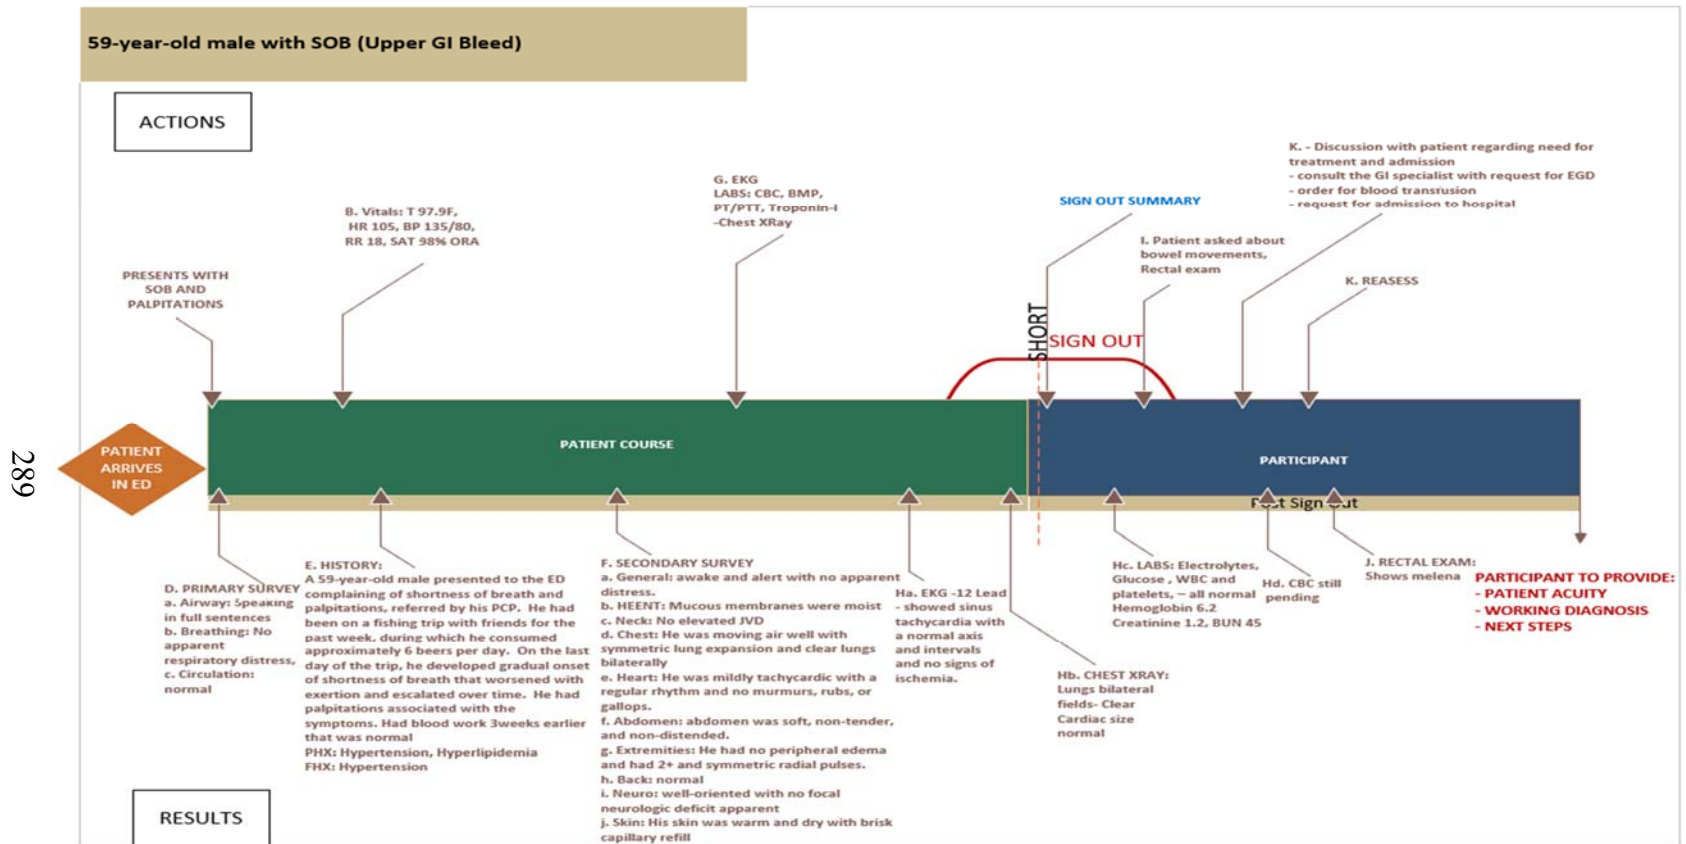 59-year-old male with SOB (Upper GI Bleed)
ACTIONS
PRESENTS WITH
SOB AND
PALPITATIONS
B. Vitals: T 97.9F,
HR 105, BP 135/80,
RR 18, SAT 98% ORA
G. EKG
LABS: CBC, BMP,
PT/PTT, Troponin-I
-Chest XRay
SIGN OUT SUMMARY
I. Patient asked about
bowel movements,
Rectal exam
K. - Discussion with patient regarding need for
treatment and admission
- consult the GI specialist with request for EGD
- order for blood transfusion
- request for admission to hospital
K. REASESS
SHORT
SIGN OUT
PATIENT
ARRIVES
IN ED
PATIENT COURSE
PARTICIPANT
Post Sign Out
289
D. PRIMARY SURVEY
a. Airway: Speaking
in full sentences
b. Breathing: No
apparent
respiratory distress,
c. Circulation:
normal
E. HISTORY:
A 59-year-old male presented to the ED
complaining of shortness of breath and
palpitations, referred by his PCP. He had
been on a fishing trip with friends for the
past week, during which he consumed
approximately 6 beers per day. On the last
day of the trip, he developed gradual onset
of shortness of breath that worsened with
exertion and escalated over time. He had
palpitations associated with the
symptoms. Had blood work 3weeks earlier
that was normal
PHX: Hypertension, Hyperlipidemia
FHX: Hypertension
F. SECONDARY SURVEY
a. General: awake and alert with no apparent
distress.
b. HEENT: Mucous membranes were moist
c. Neck: No elevated JVD
d. Chest: He was moving air well with
symmetric lung expansion and clear lungs
bilaterally
e. Heart: He was mildly tachycardic with a
regular rhythm and no murmurs, rubs, or
gallops.
f. Abdomen: abdomen was soft, non-tender,
and non-distended.
g. Extremities: He had no peripheral edema
and had 2+ and symmetric radial pulses.
h. Back: normal
i. Neuro: well-oriented with no focal
neurologic deficit apparent
j. Skin: His skin was warm and dry with brisk
capillary refill
Ha. EKG -12 Lead
- showed sinus
tachycardia with
a normal axis
and intervals
and no signs of
ischemia.
Hb. CHEST XRAY:
Lungs bilateral
fields- Clear
Cardiac size
normal
Hc. LABS: Electrolytes,
Glucose , WBC and
platelets, – all normal
Hemoglobin 6.2
Creatinine 1.2, BUN 45
Hd. CBC still
pending
J. RECTAL EXAM:
Shows melena
PARTICIPANT TO PROVIDE:
- PATIENT ACUITY
- WORKING DIAGNOSIS
- NEXT STEPS
RESULTS